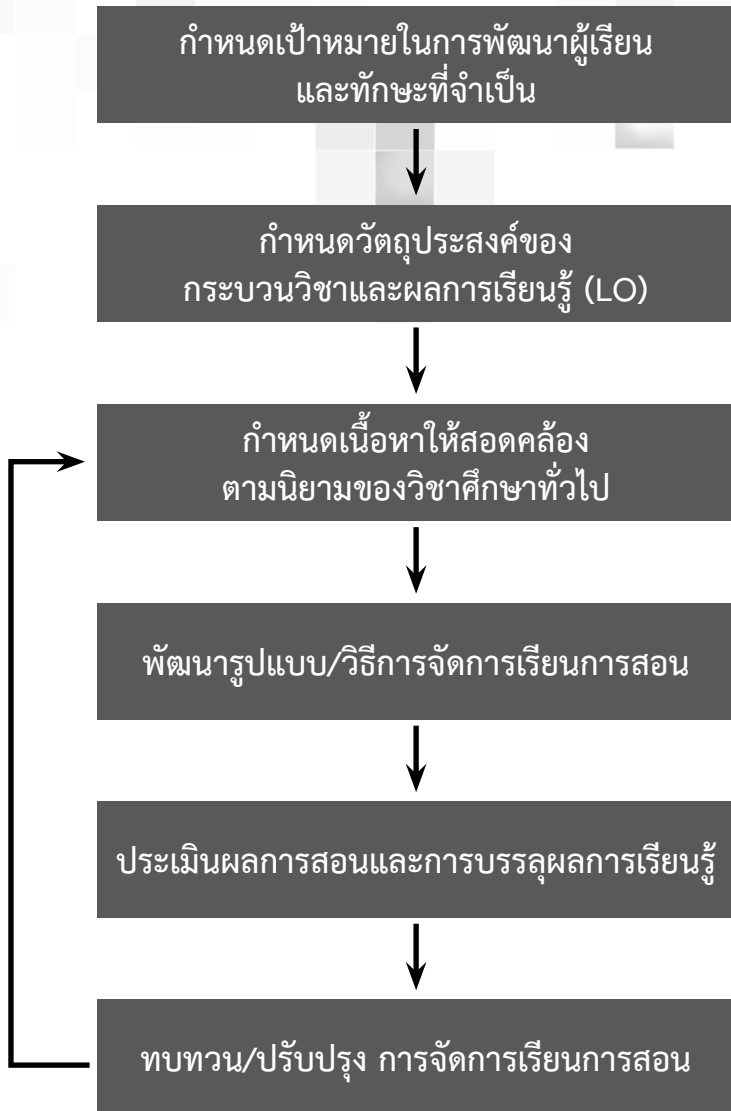 กำหนดเป้าหมายในการพัฒนาผู้เรียน
และทักษะที่จำเป็น
กำหนดวัตถุประสงค์ของ
กระบวนวิชาและผลการเรียนรู้ (LO)
กำหนดเนื้อหาให้สอดคล้อง
ตามนิยามของวิชาศึกษาทั่วไป
พัฒนารูปแบบ/วิธีการจัดการเรียนการสอน
ประเมินผลการสอนและการบรรลุผลการเรียนรู้
ทบทวน/ปรับปรุง การจัดการเรียนการสอน